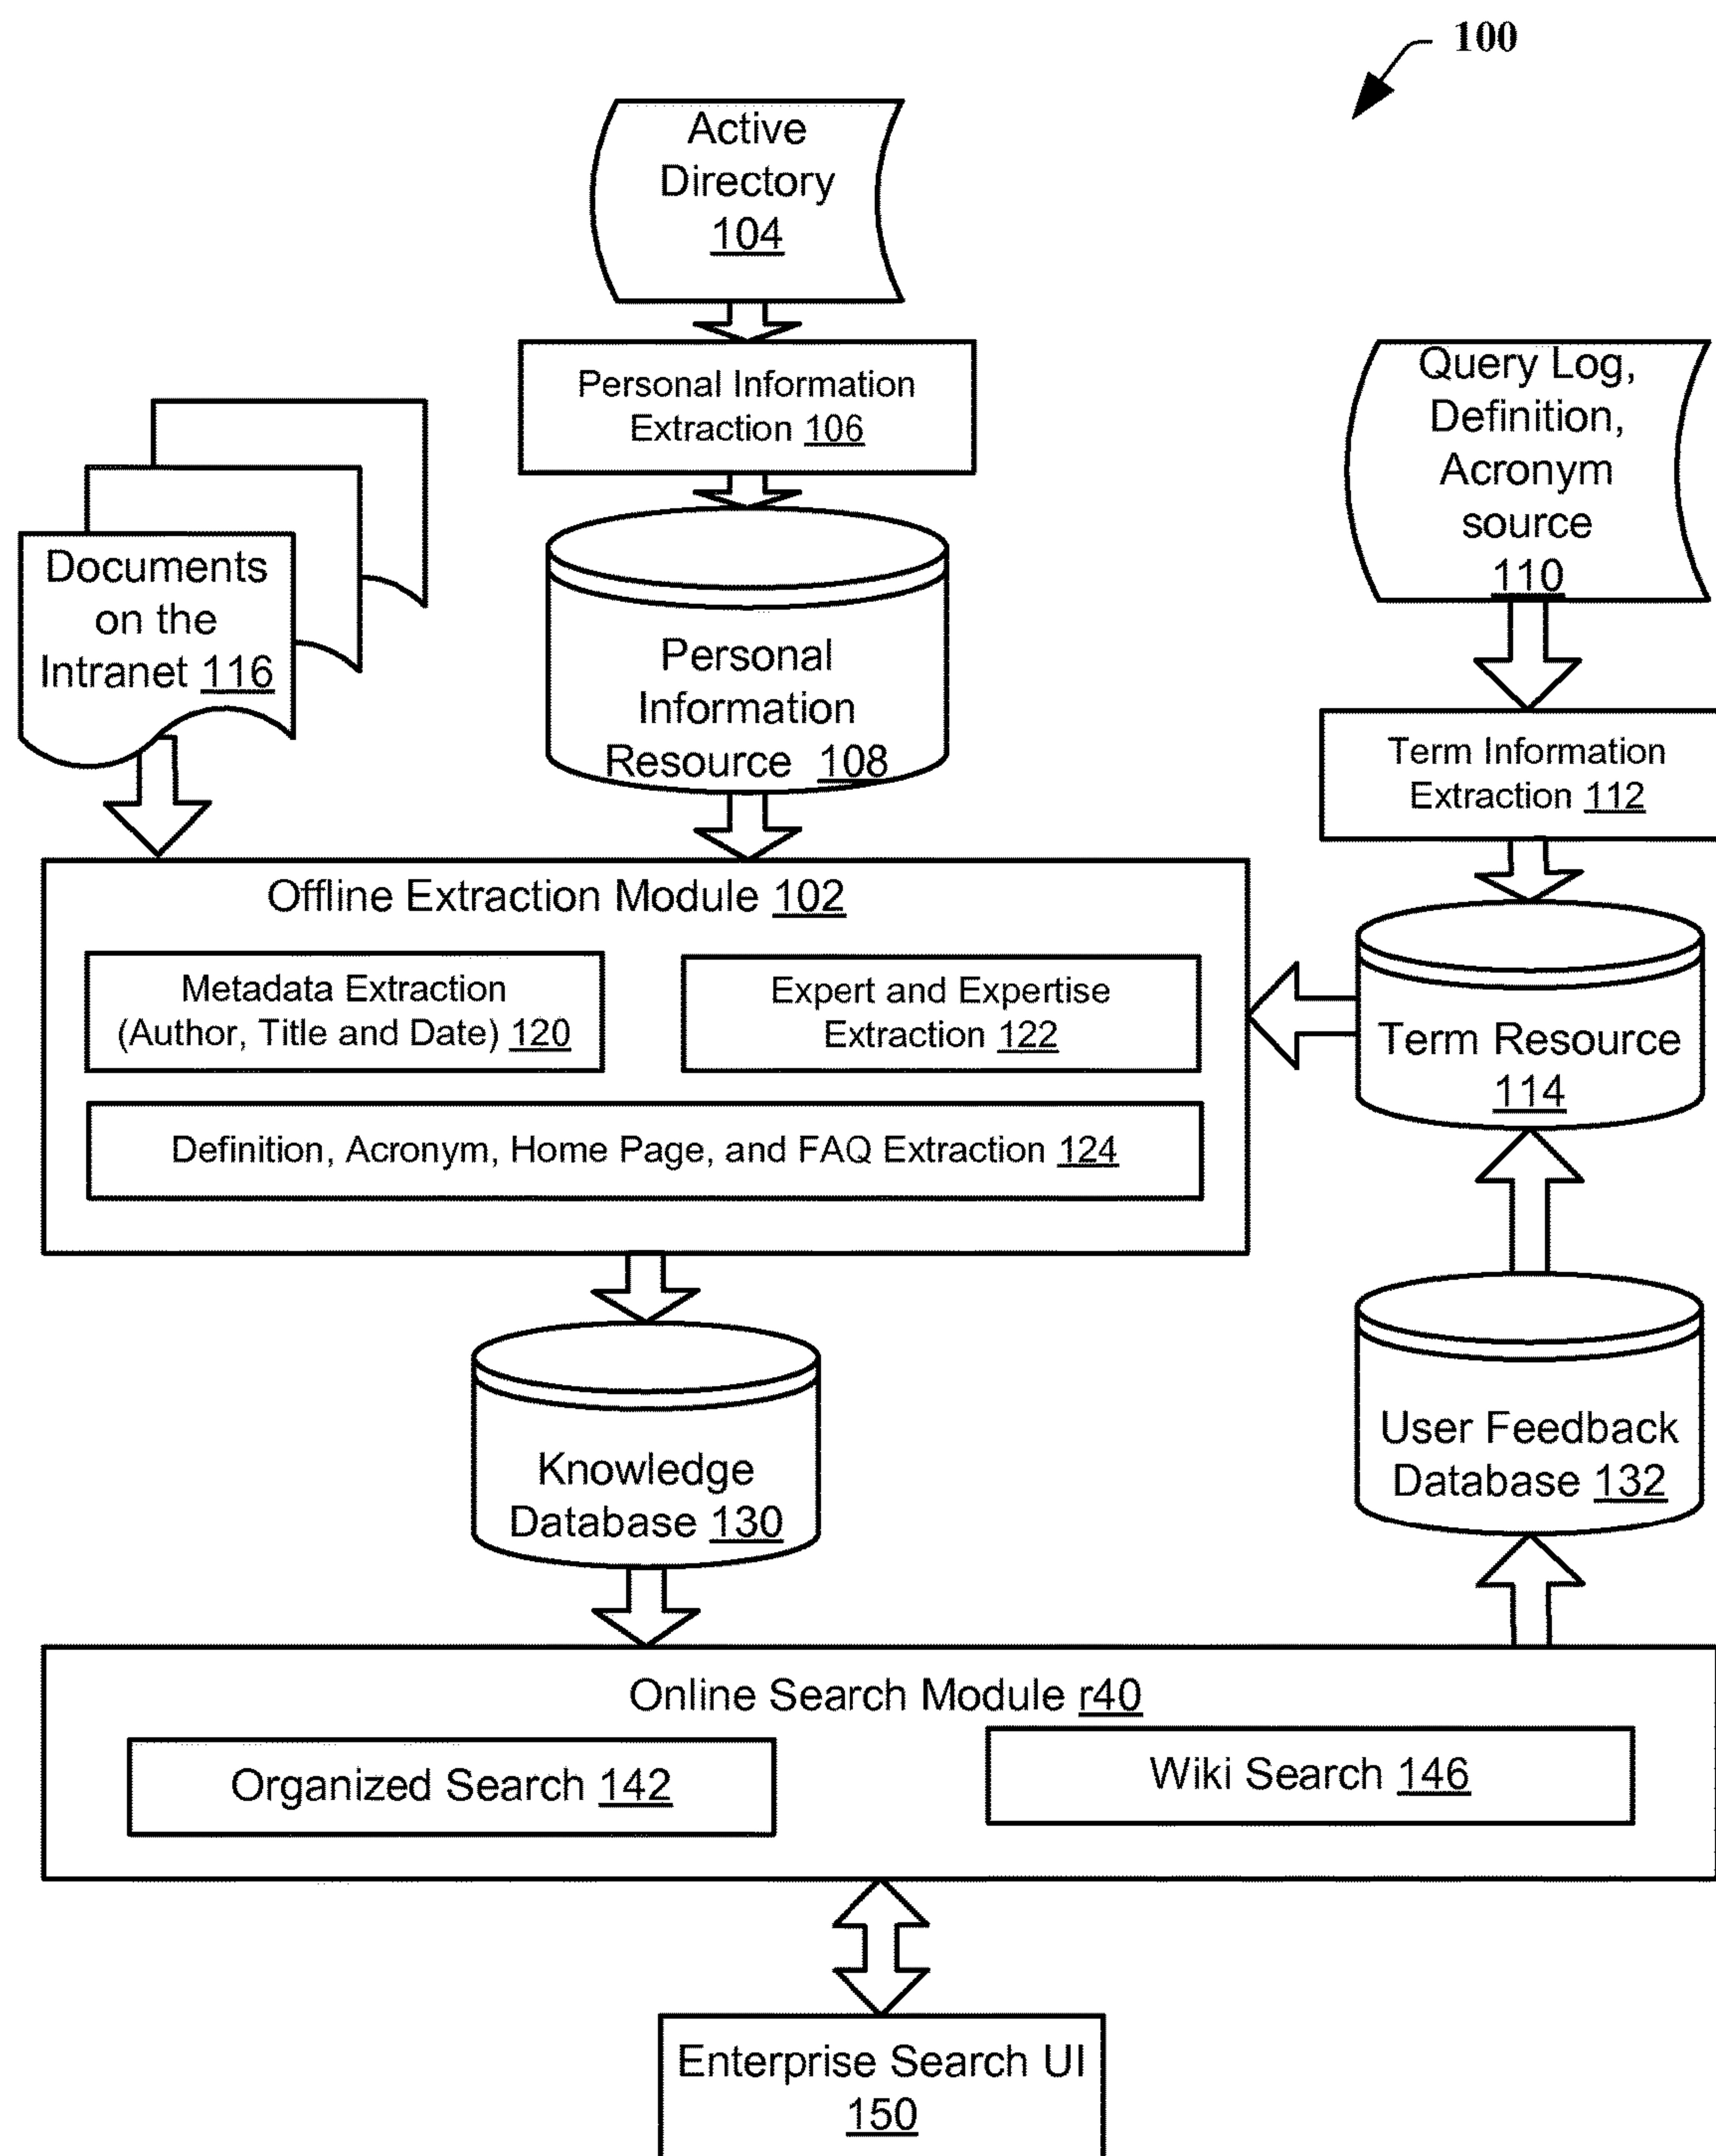 100
Active
Directory
104
Personal Information
Extraction 106
Query Log,
Definition,
Acronym
source
110
Documents
on the
Intranet 116
Personal
Information
Resource 108
Term Information
Extraction 112
Offline Extraction Module 102
Metadata Extraction
(Author, Title and Date) 120
Expert and Expertise
Extraction 122
Definition, Acronym, Home Page, and FAQ Extraction 124
Term Resource
114
Knowledge
Database 130
User Feedback
Database 132
Online Search Module r40
Organized Search 142
Wiki Search 146
Enterprise Search UI
150